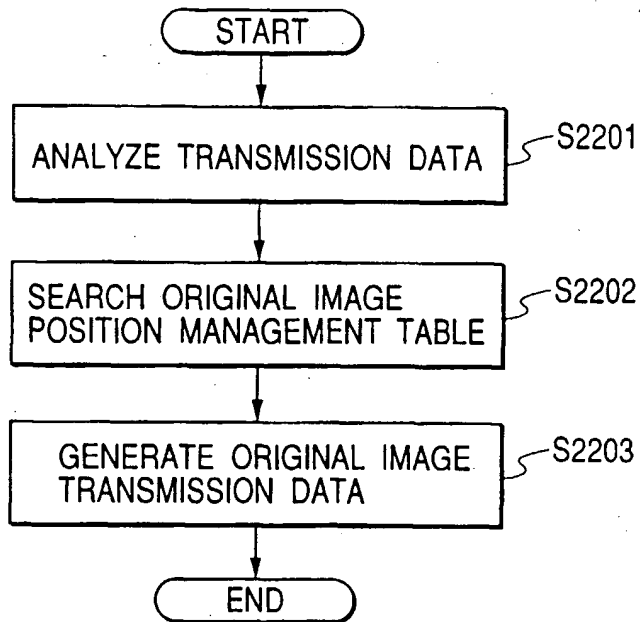 START
ANALYZE TRANSMISSION DATA
S2201
SEARCH ORIGINAL IMAGE
POSITION MANAGEMENT TABLE
S2202
GENERATE ORIGINAL IMAGE
TRANSMISSION DATA
S2203
END